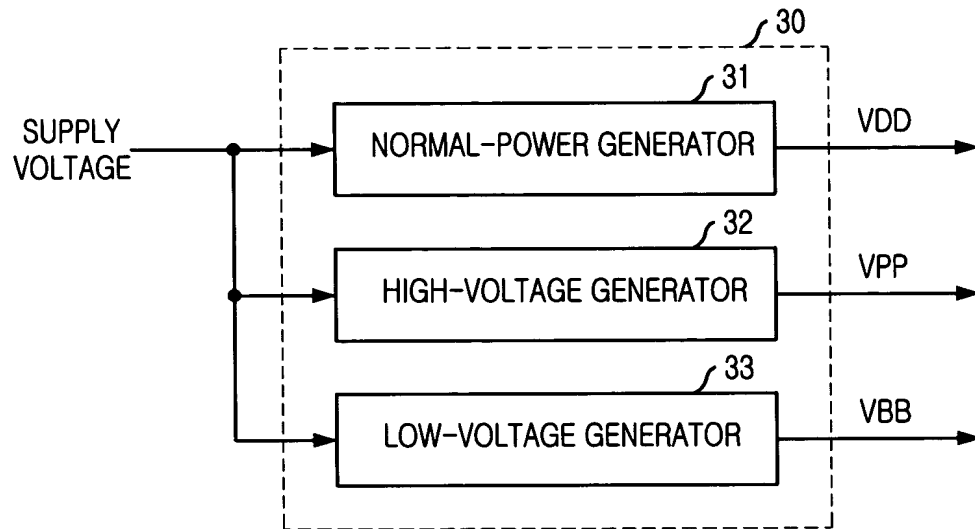 30
31
SUPPLY
VOLTAGE
NORMAL-POWER GENERATOR
VDD
32
HIGH-VOLTAGE GENERATOR
VPP
33
LOW-VOLTAGE GENERATOR
VBB